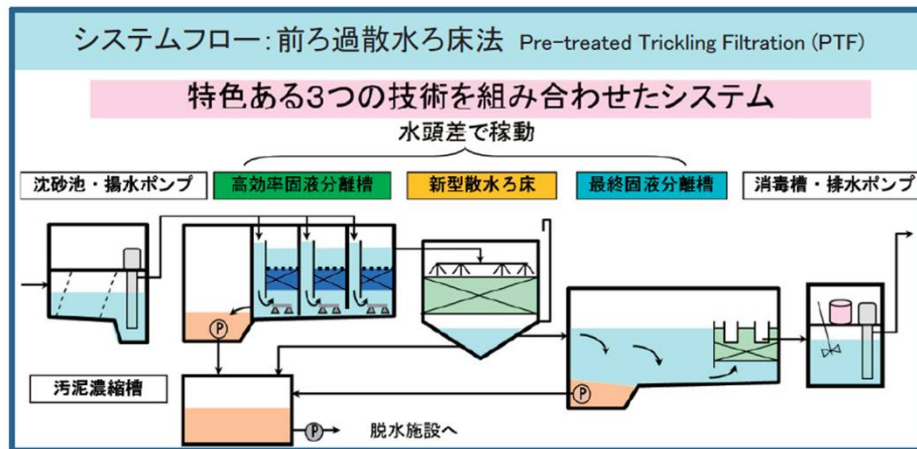 システムフロー：前ろ過散水ろ床法 Pre-treated Trickling Filtration (PTF)
特色ある3つの技術を組み合わせたシステム
水頭差で稼動
沈砂池・揚水ポンプ
高効率固液分離槽
新型散水ろ床
最終固液分離槽
消毒槽・排水ポンプ
P
P
汚泥濃縮槽
P
脱水施設へ